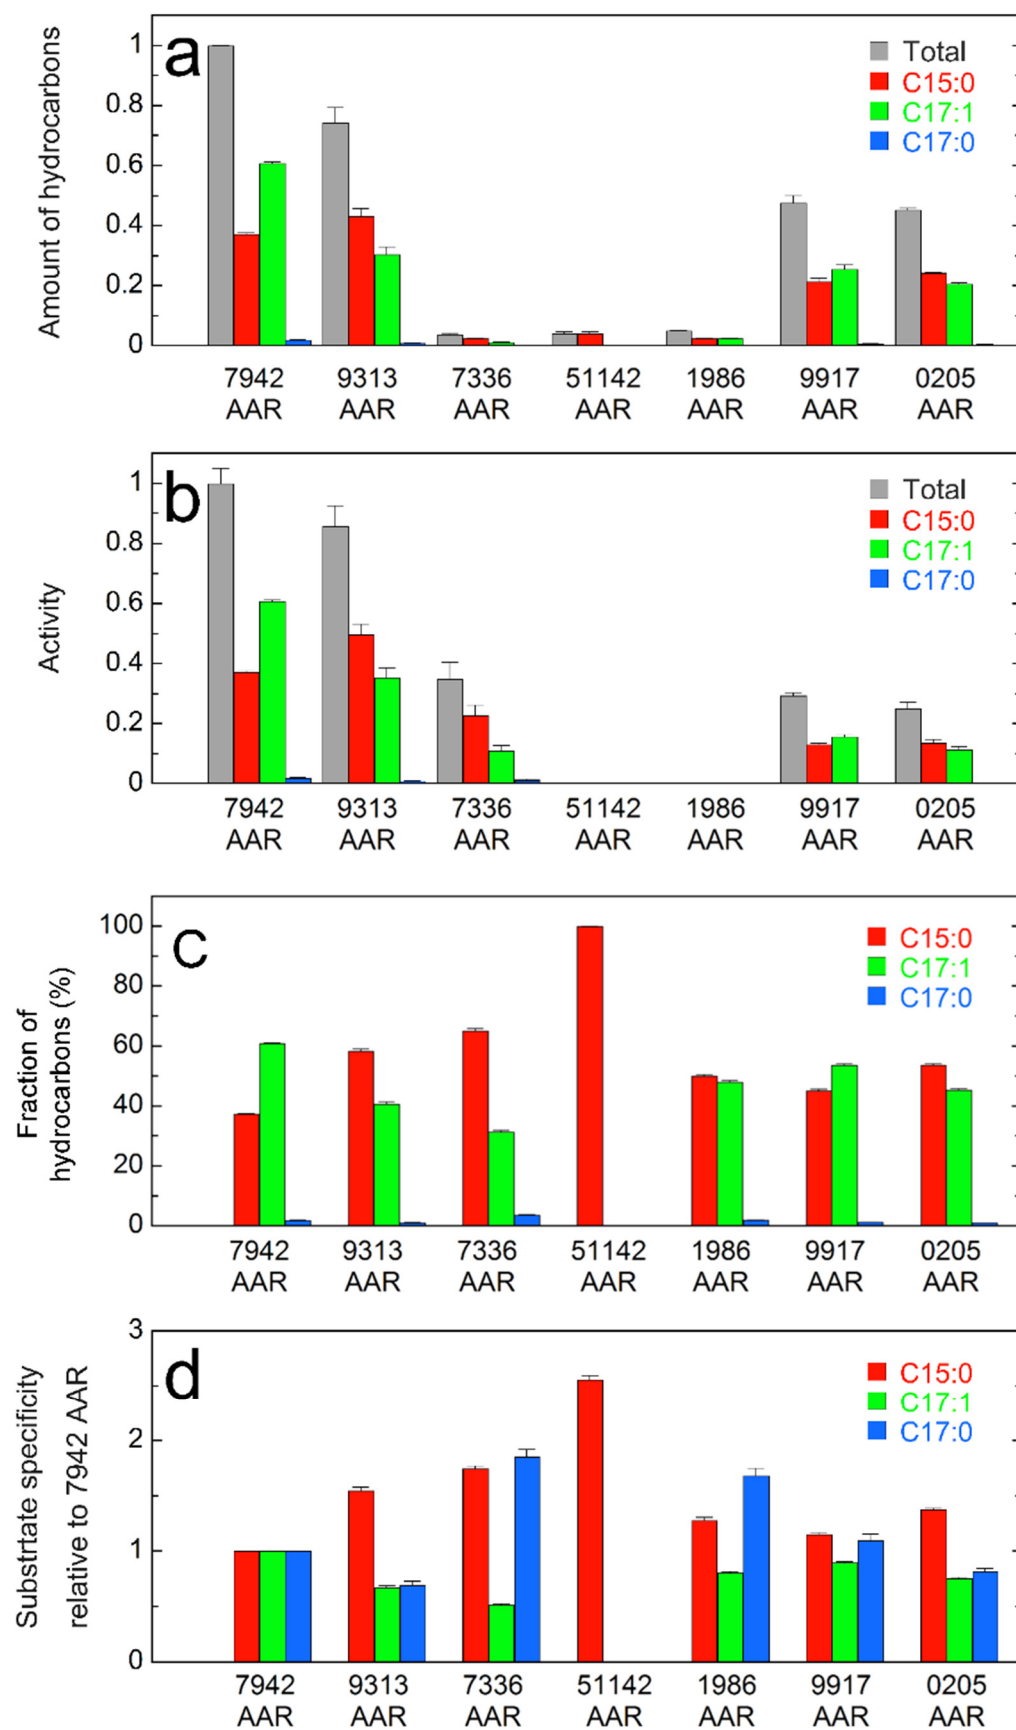 a
Amount of hydrocarbons
1
0.8
0.6
0.4
0.2
0
Total
C15:0
C17:1
C17:0
7942 9313 7336 51142 1986 9917 0205
AAR AAR AAR AAR AAR AAR AAR
b
Activity
1
0.8
0.6
0.4
0.2
0
Total
C15:0
C17:1
C17:0
7942 9313 7336 51142 1986 9917 0205
AAR AAR AAR AAR AAR AAR AAR
c
Fraction of
hydrocarbons (%)
100
80
60
40
20
0
C15:0
C17:1
C17:0
7942 9313 7336 51142 1986 9917 0205
AAR AAR AAR AAR AAR AAR AAR
d
Substrtate specificity
relative to 7942 AAR
3
2
1
0
C15:0
C17:1
C17:0
7942 9313 7336 51142 1986 9917 0205
AAR AAR AAR AAR AAR AAR AAR